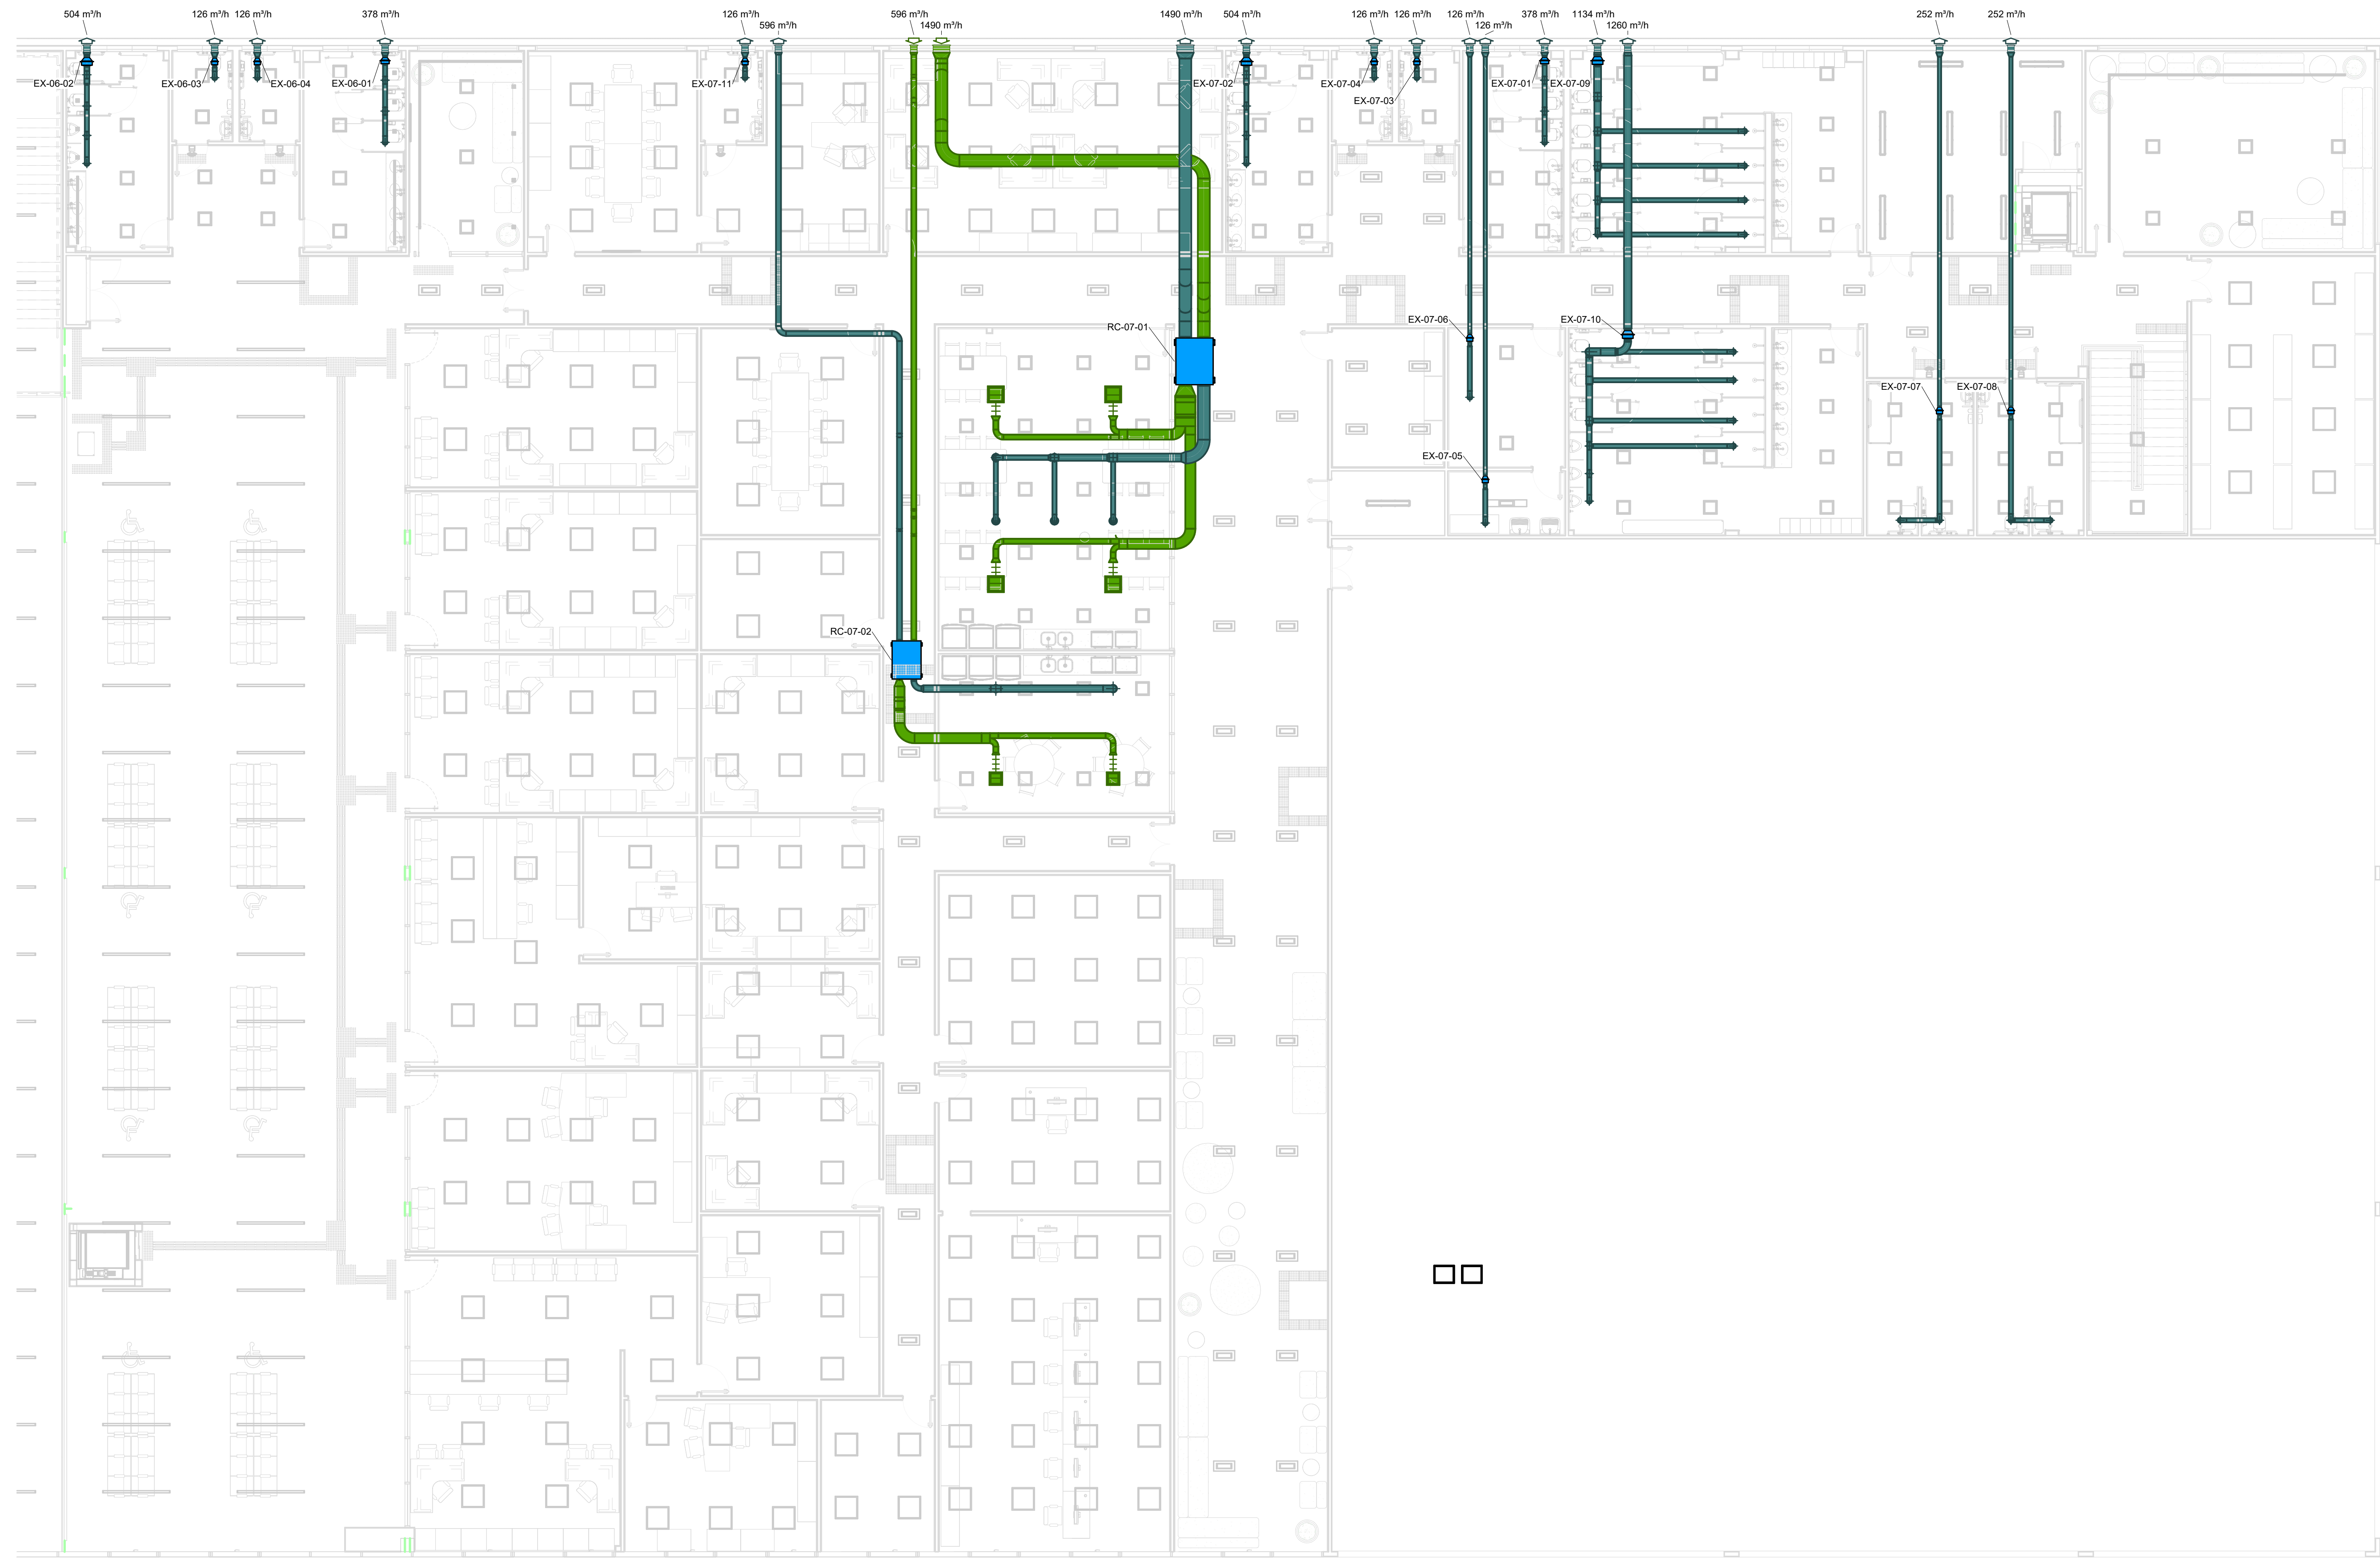 504 m³/h
126 m³/h
126 m³/h
378 m³/h
126 m³/h
596 m³/h
596 m³/h
1490 m³/h
1490 m³/h
504 m³/h
126 m³/h
126 m³/h
126 m³/h
126 m³/h
378 m³/h
1134 m³/h
1260 m³/h
252 m³/h
252 m³/h
EX-06-02
EX-06-03
EX-06-04
EX-06-01
EX-07-11
EX-07-02
EX-07-04
EX-07-03
EX-07-01
EX-07-09
RC-07-01
EX-07-06
EX-07-10
EX-07-07
EX-07-08
EX-07-05
RC-07-02